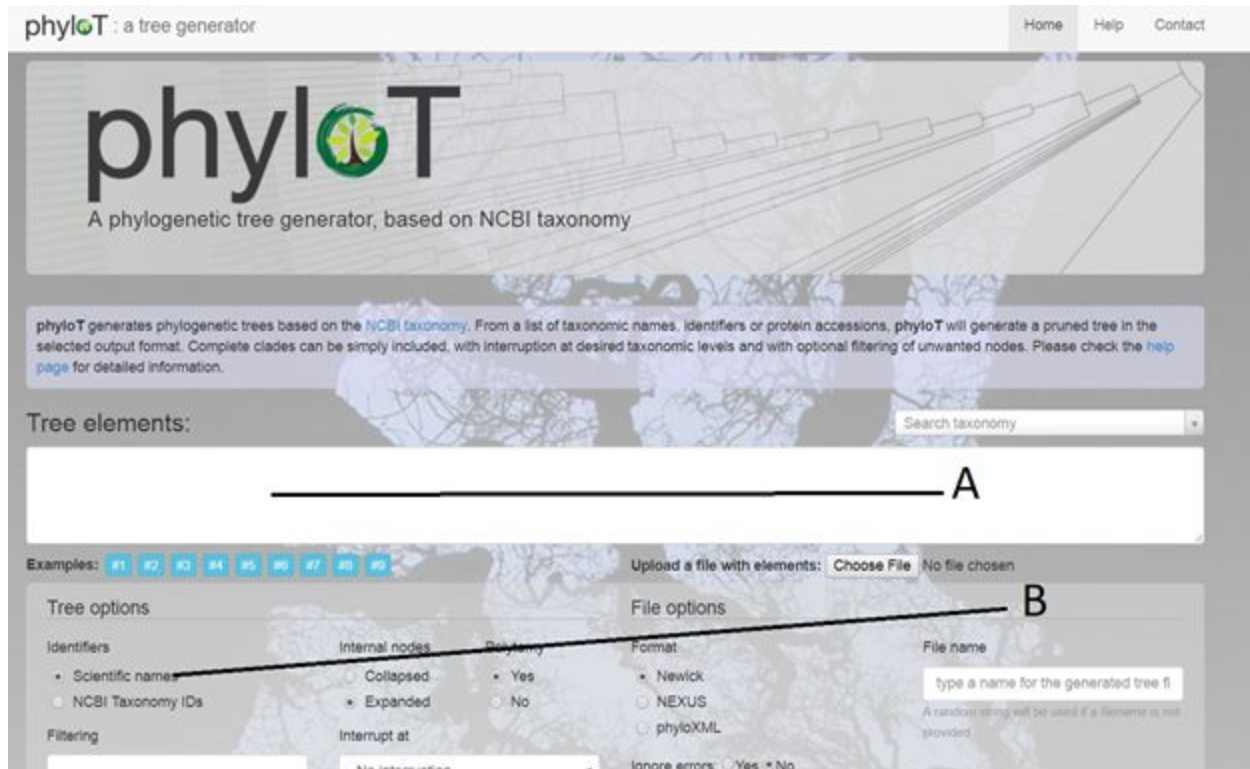 phyloT : a tree generator
Home Help Contact
phyloT
A phylogenetic tree generator, based on NCBI taxonomy
phyloT generates phylogenetic trees based on the NCBI taxonomy. From a list of taxonomic names, identifiers or protein accessions, phyloT will generate a pruned tree in the
selected output format. Complete clades can be simply included, with interruption at desired taxonomic levels and with optional filtering of unwanted nodes. Please check the help
page for detailed information.
Tree elements:
Search taxonomy
A
Examples: #1 #2 #3 #4 #5 #6 #7 #8 #9
Upload a file with elements: Choose File No file chosen
B
Tree options
File options
Identifiers
Internal nodes
Polytomy
Format
File name
Scientific names
Collapsed
Yes
Newick
type a name for the generated tree fi
NCBI Taxonomy IDs
Expanded
No
NEXUS
A random string will be used if a filename is not
provided
phyloXML
Filtering
Interrupt at
No interruption
Ignore errors: Yes No